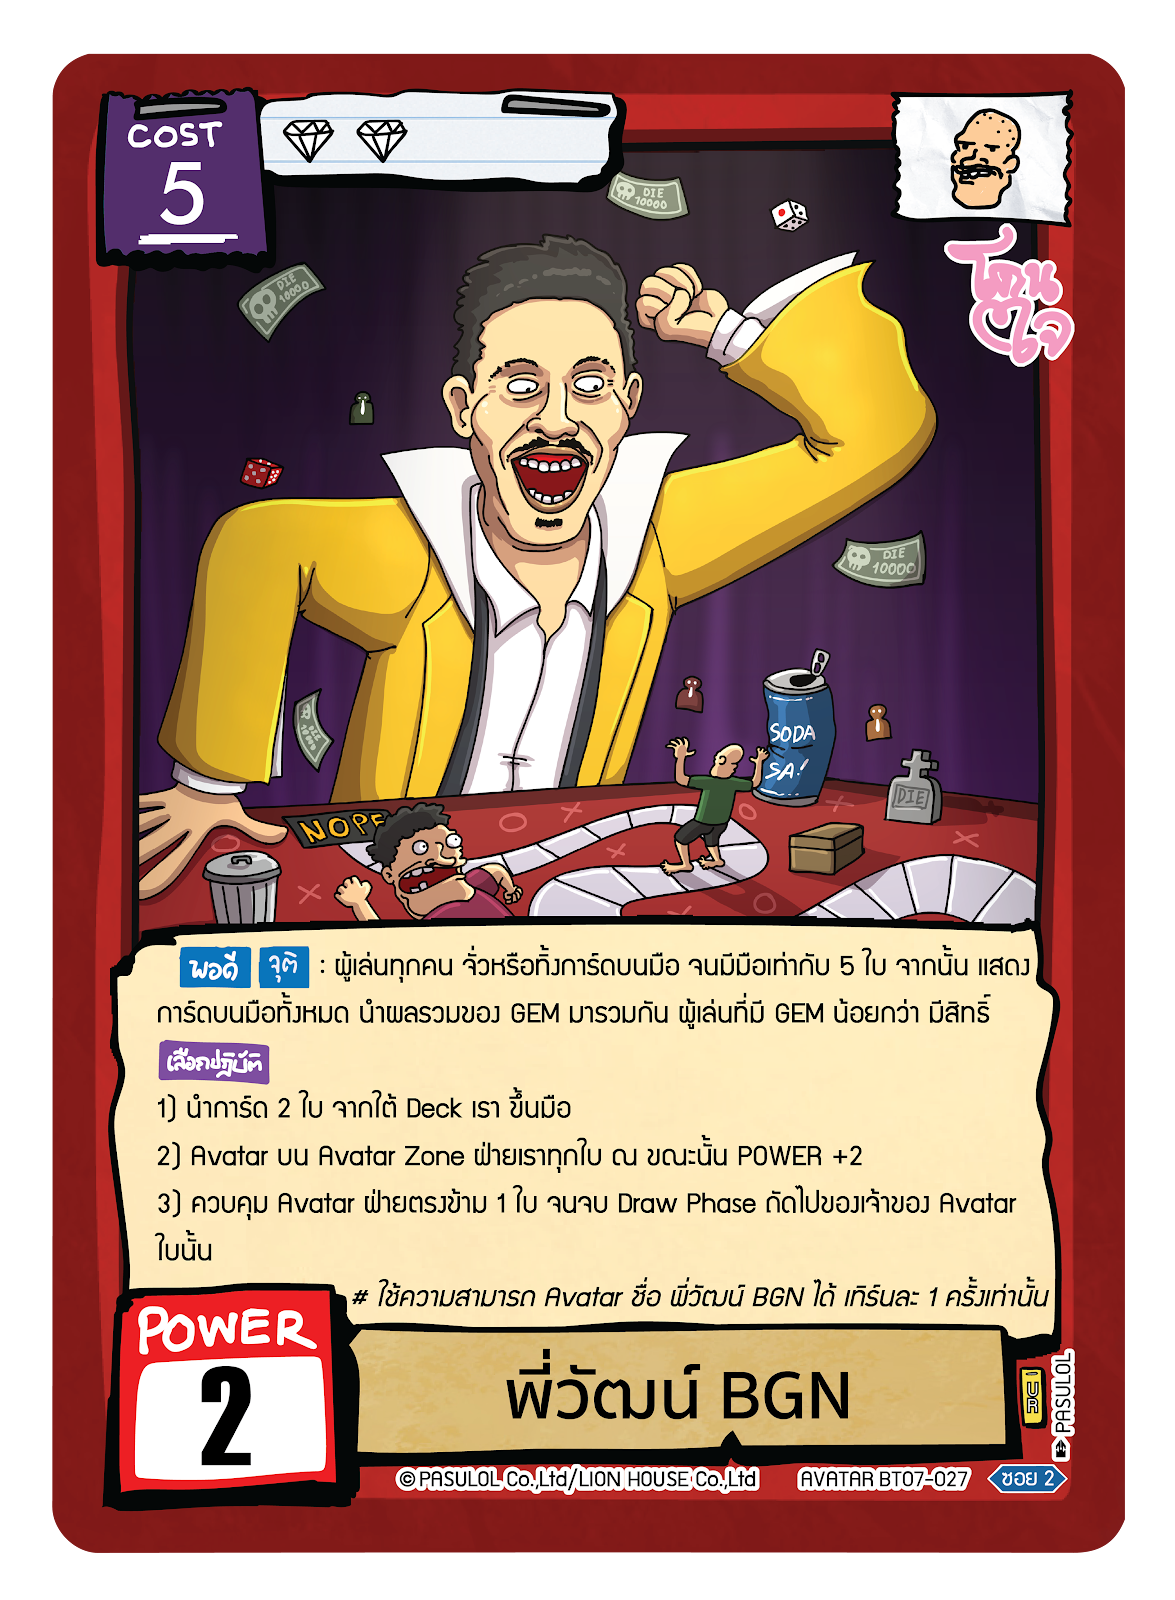 COST
5
โดน
ใจ
DIE
10000
DIE
10000
DIE
10000
DIE
10000
SODA
SA!
DIE
NOPE
พอดี จุติ : ผู้เล่นทุกคน จั่วหรือทิ้งการ์ดบนมือ จนมีมือเท่ากับ 5 ใบ จากนั้น แสดง
การ์ดบนมือทั้งหมด นำผลรวมของ GEM มารวมกัน ผู้เล่นที่มี GEM น้อยกว่า มีสิทธิ์
เลือกปฏิบัติ
1) นำการ์ด 2 ใบ จากใต้ Deck เรา ขึ้นมือ
2) Avatar บน Avatar Zone ฝ่ายเราทุกใบ ณ ขณะนั้น POWER +2
3) ควบคุม Avatar ฝ่ายตรงข้าม 1 ใบ จนจบ Draw Phase ถัดไปของเจ้าของ Avatar
ใบนั้น
# ใช้ความสามารถ Avatar ชื่อ พี่วัฒน์ BGN ได้ เทิร์นละ 1 ครั้งเท่านั้น
POWER
2
พี่วัฒน์ BGN
UR
PASULOL
© PASULOL Co.,Ltd/LION HOUSE Co.,Ltd AVATAR BT07-027 ซอย 2